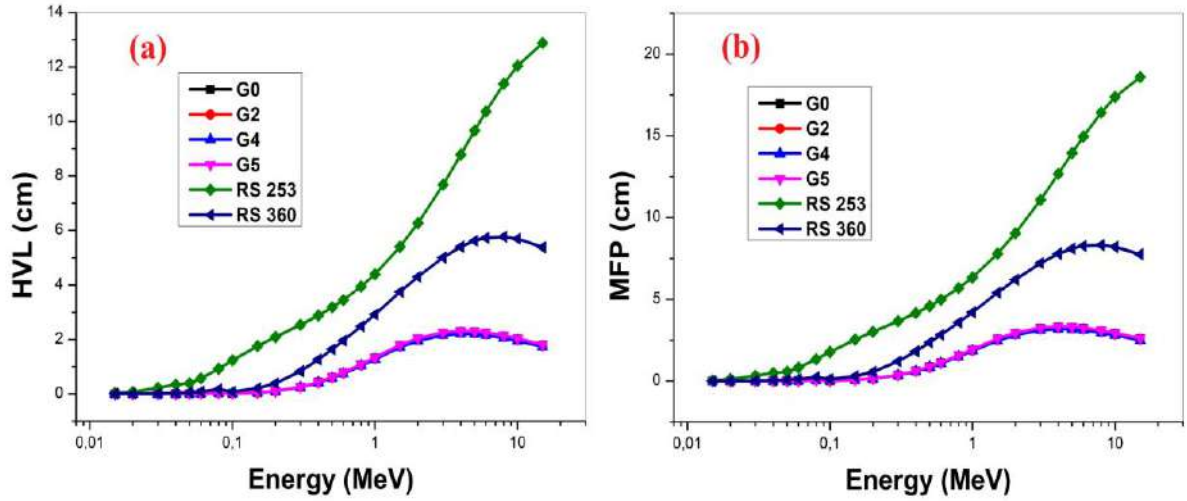 (a)
HVL (cm)
14
12
10
8
6
4
2
0
G0
G2
G4
G5
RS 253
RS 360
0,01
0,1
1
10
Energy (MeV)
(b)
MFP (cm)
20
15
10
5
0
G0
G2
G4
G5
RS 253
RS 360
0,01
0,1
1
10
Energy (MeV)